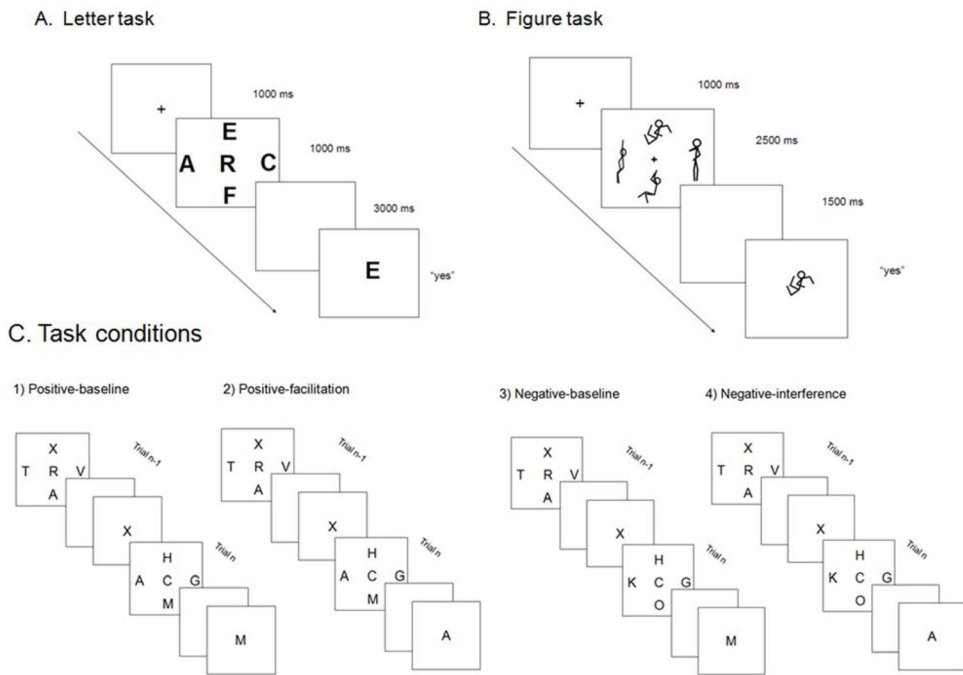 A. Letter task
+
1000 ms
E
A R C
F
1000 ms
3000 ms
E
"yes"
B. Figure task
+
1000 ms
+
2500 ms
1500 ms
"yes"
C. Task conditions
1) Positive-baseline
X
T R V
A
Trial n-1
X
H
A C G
M
Trial n
M
2) Positive-facilitation
X
T R V
A
Trial n-1
X
H
A C G
M
Trial n
A
3) Negative-baseline
X
T R V
A
Trial n-1
X
H
K C G
O
Trial n
M
4) Negative-interference
X
T R V
A
Trial n-1
X
H
K C G
O
Trial n
A